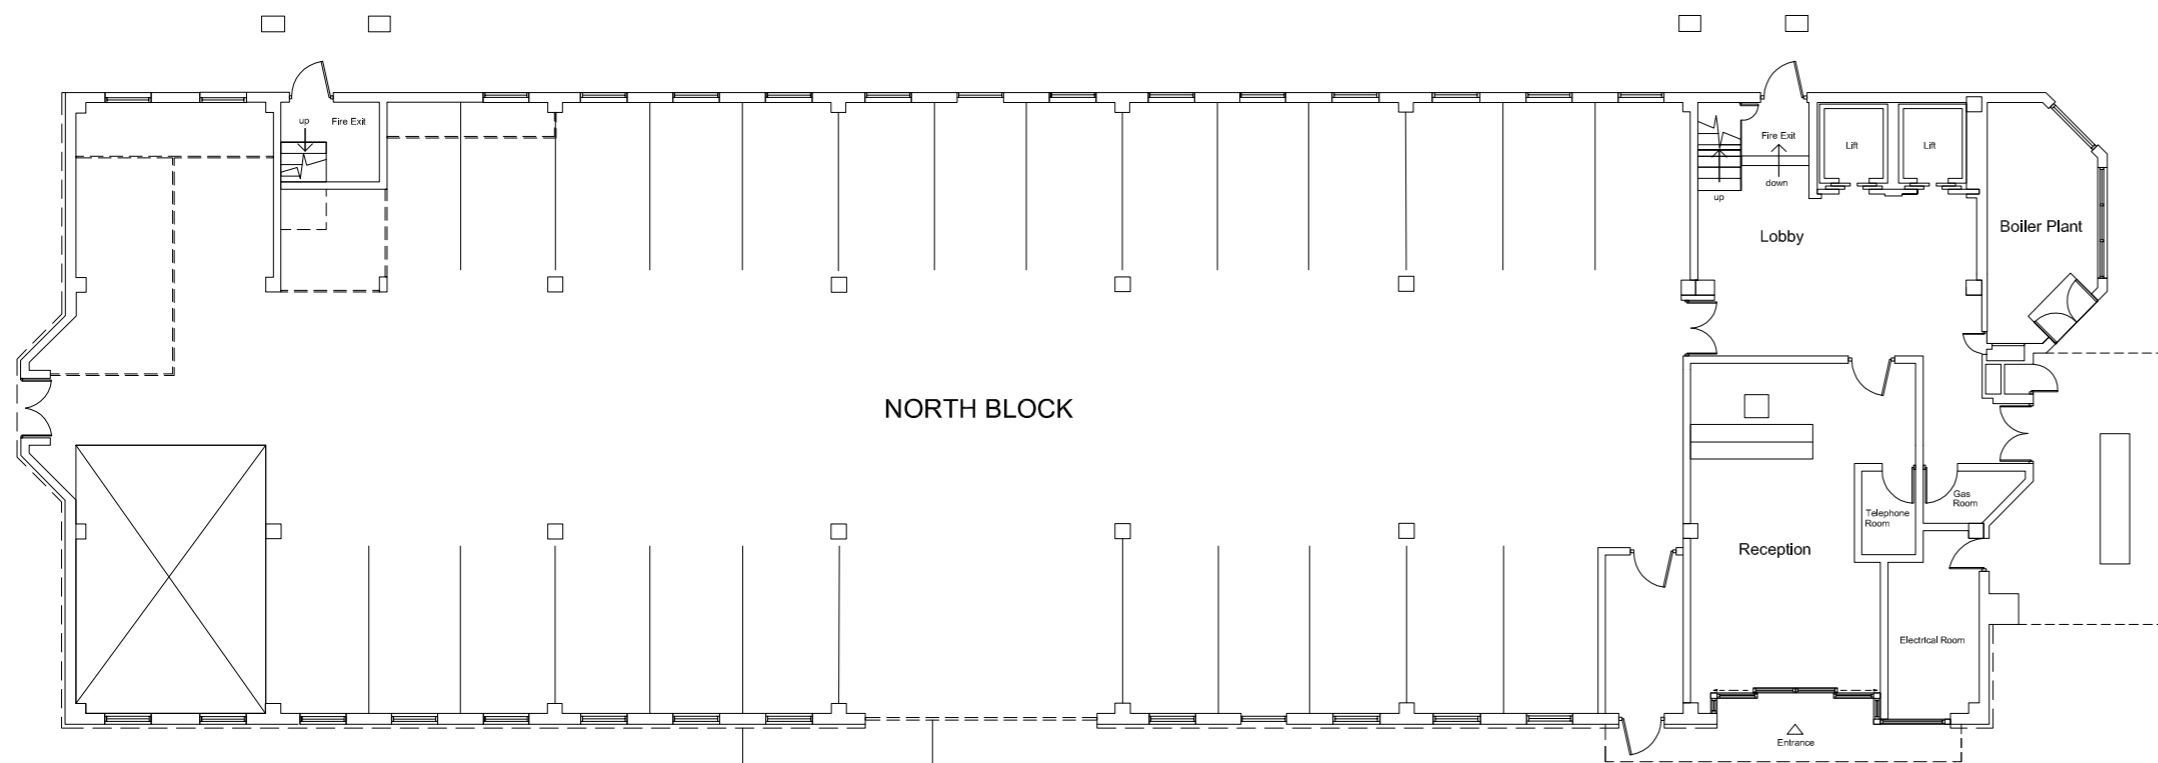 up
Fire Exit
Fire Exit
Lift
Lift
up
down
Lobby
Boiler Plant
NORTH BLOCK
Gas
Room
Telephone
Room
Reception
Electrical Room
Entrance